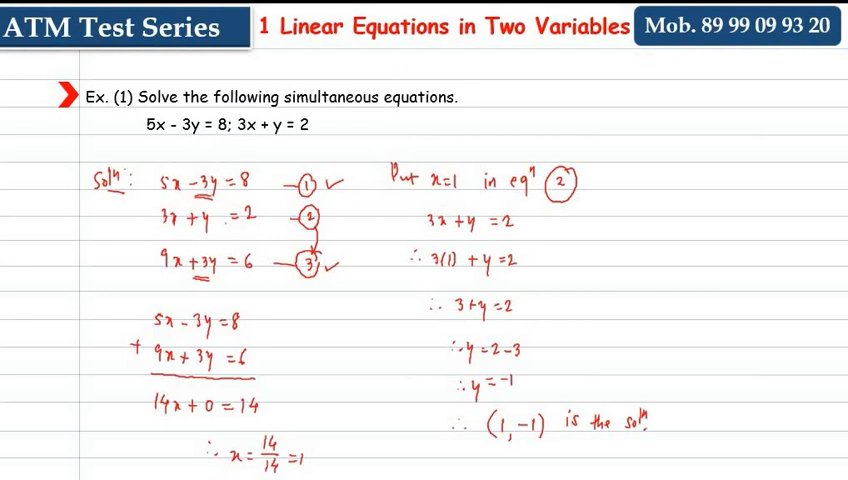 ATM Test Series
1 Linear Equations in Two Variables
Mob. 89 99 09 93 20
Ex. (1) Solve the following simultaneous equations.
5x - 3y = 8; 3x + y = 2
Solⁿ:
5x - 3y = 8 — ① ✓
3x + y = 2 — ②
9x + 3y = 6 — ③ ✓
5x - 3y = 8
+ 9x + 3y = 6
14x + 0 = 14
∴ x = 14/14 = 1
Put x=1 in eqⁿ ②
3x + y = 2
∴ 3(1) + y = 2
∴ 3 + y = 2
∴ y = 2 - 3
∴ y = -1
∴ (1, -1) is the solⁿ.